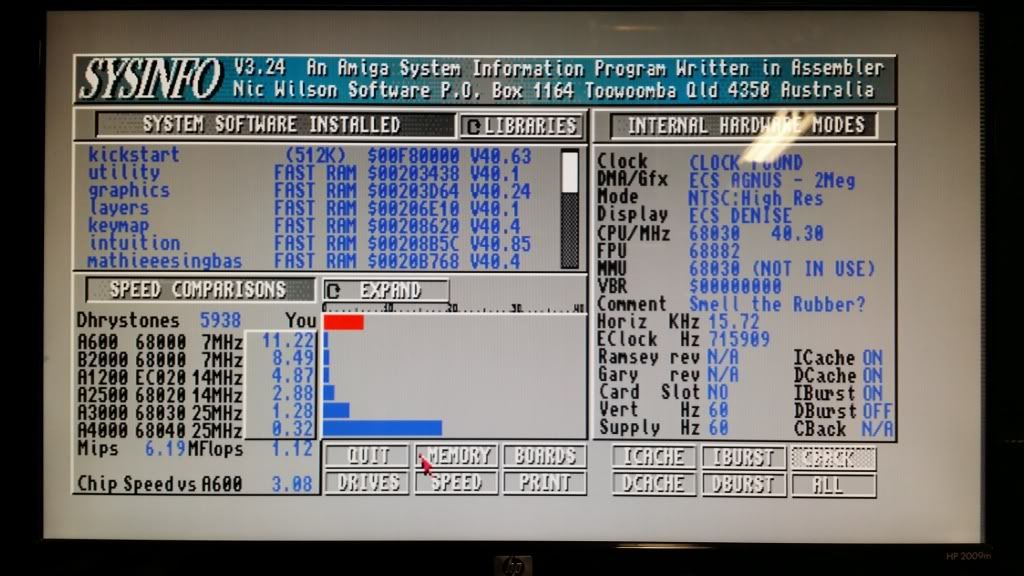 SYSINFO V3.24 An Amiga System Information Program Written in Assembler
Nic Wilson Software P.O. Box 1164 Toowoomba Qld 4350 Australia
SYSTEM SOFTWARE INSTALLED
LIBRARIES
kickstart (512K) $00F80000 V40.63
utility FAST RAM $00203438 V40.1
graphics FAST RAM $00203D64 V40.24
layers FAST RAM $00206E10 V40.1
keymap FAST RAM $00208620 V40.4
intuition FAST RAM $00208B5C V40.85
mathieeesingbas FAST RAM $0020B768 V40.4
INTERNAL HARDWARE MODES
Clock CLOCK FOUND
DMA/Gfx ECS AGNUS - 2Meg
Mode NTSC:High Res
Display ECS DENISE
CPU/MHz 68030 40.30
FPU 68882
MMU 68030 (NOT IN USE)
VBR $00000000
Comment Smell the Rubber?
Horiz KHz 15.72
EClock Hz 715909
Ramsey rev N/A ICache ON
Gary rev N/A DCache ON
Card Slot NO IBurst ON
Vert Hz 60 DBurst OFF
Supply Hz 60 CBack N/A
SPEED COMPARISONS
EXPAND
10 20 30 40
Dhrystones 5938 You
A600 68000 7MHz 11.22
B2000 68000 7MHz 8.49
A1200 EC020 14MHz 4.87
A2500 68020 14MHz 2.88
A3000 68030 25MHz 1.28
A4000 68040 25MHz 0.32
Mips 6.19 MFlops 1.12
Chip Speed vs A600 3.08
QUIT MEMORY BOARDS
DRIVES SPEED PRINT
ICACHE IBURST CBACK
DCACHE DBURST ALL
hp
HP 2009m